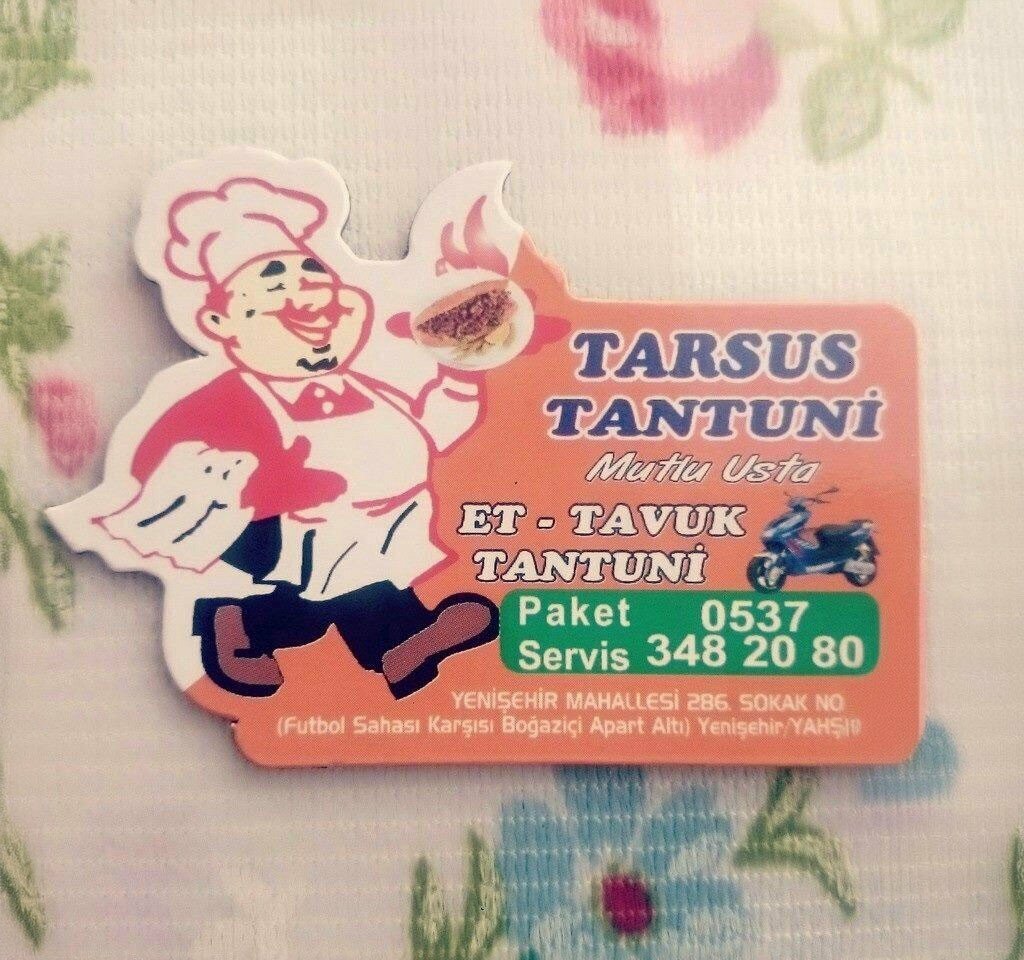 TARSUS
TANTUNİ
Mutlu Usta
ET - TAVUK
TANTUNİ
Paket 0537
Servis 348 20 80
YENİŞEHİR MAHALLESİ 286. SOKAK NO
(Futbol Sahası Karşısı Boğaziçi Apart Altı) Yenişehir/